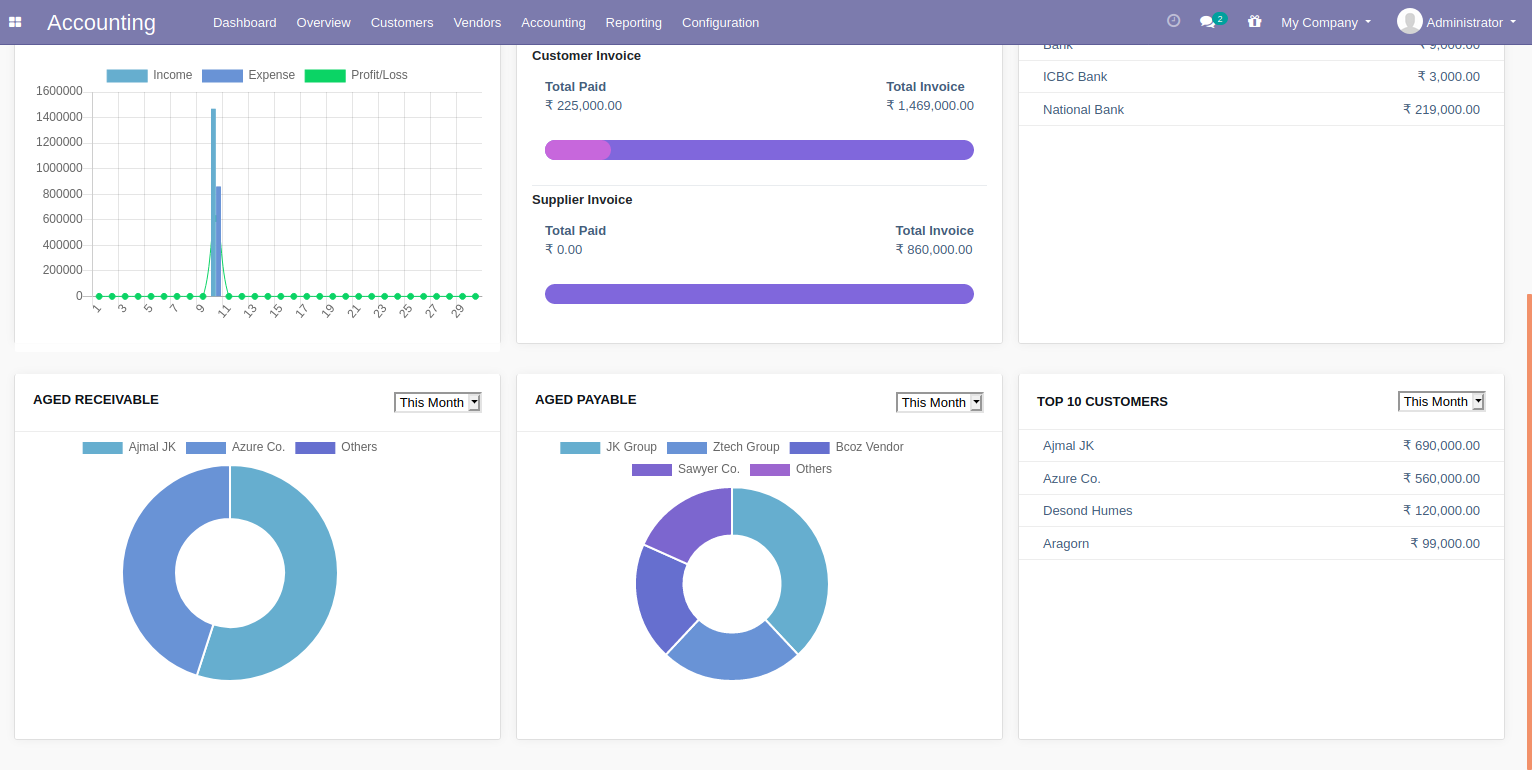 Accounting Dashboard Overview Customers Vendors Accounting Reporting Configuration 2 My Company Administrator
Income Expense Profit/Loss
1600000
1400000
1200000
1000000
800000
600000
400000
200000
0
1 3 5 7 9 11 13 15 17 19 21 23 25 27 29
Customer Invoice
Total Paid Total Invoice
₹ 225,000.00 ₹ 1,469,000.00
Supplier Invoice
Total Paid Total Invoice
₹ 0.00 ₹ 860,000.00
Bank ₹ 9,000.00
ICBC Bank ₹ 3,000.00
National Bank ₹ 219,000.00
AGED RECEIVABLE This Month
Ajmal JK Azure Co. Others
AGED PAYABLE This Month
JK Group Ztech Group Bcoz Vendor
Sawyer Co. Others
TOP 10 CUSTOMERS This Month
Ajmal JK ₹ 690,000.00
Azure Co. ₹ 560,000.00
Desond Humes ₹ 120,000.00
Aragorn ₹ 99,000.00